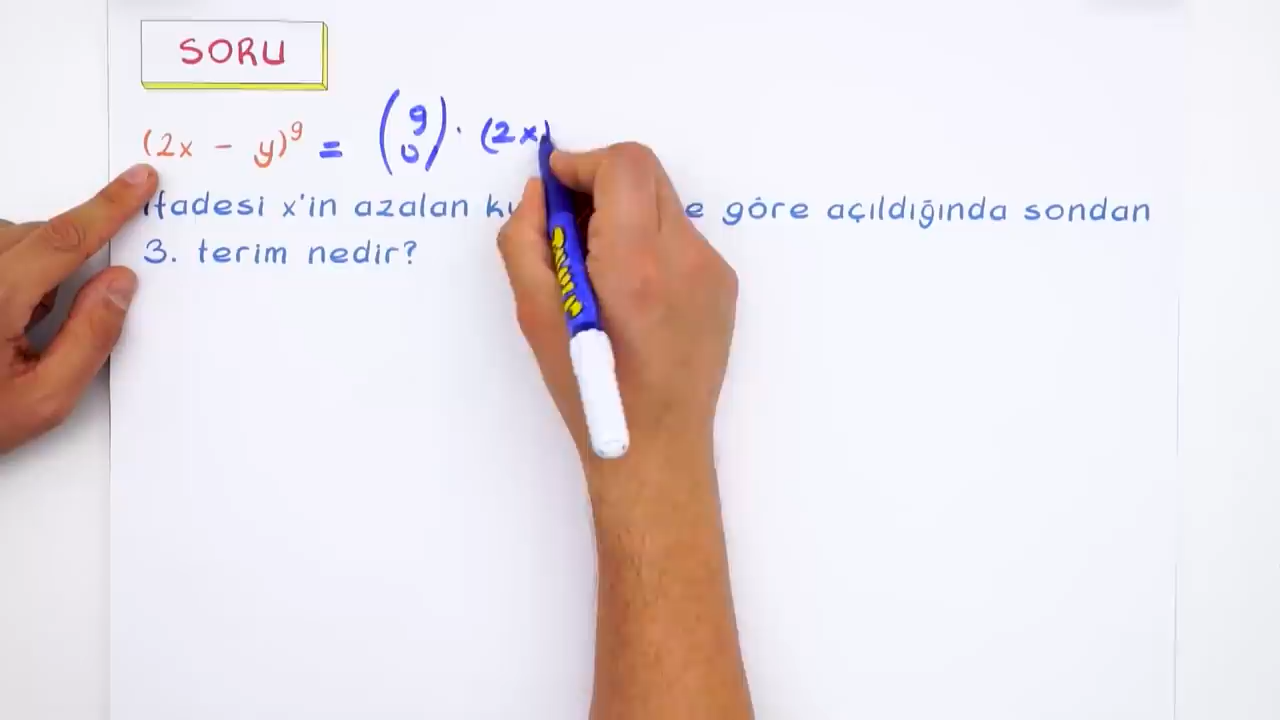 SORU
(2x - y)⁹ = (9 0) · (2x)
ifadesi x'in azalan e göre açıldığında sondan
3. terim nedir?